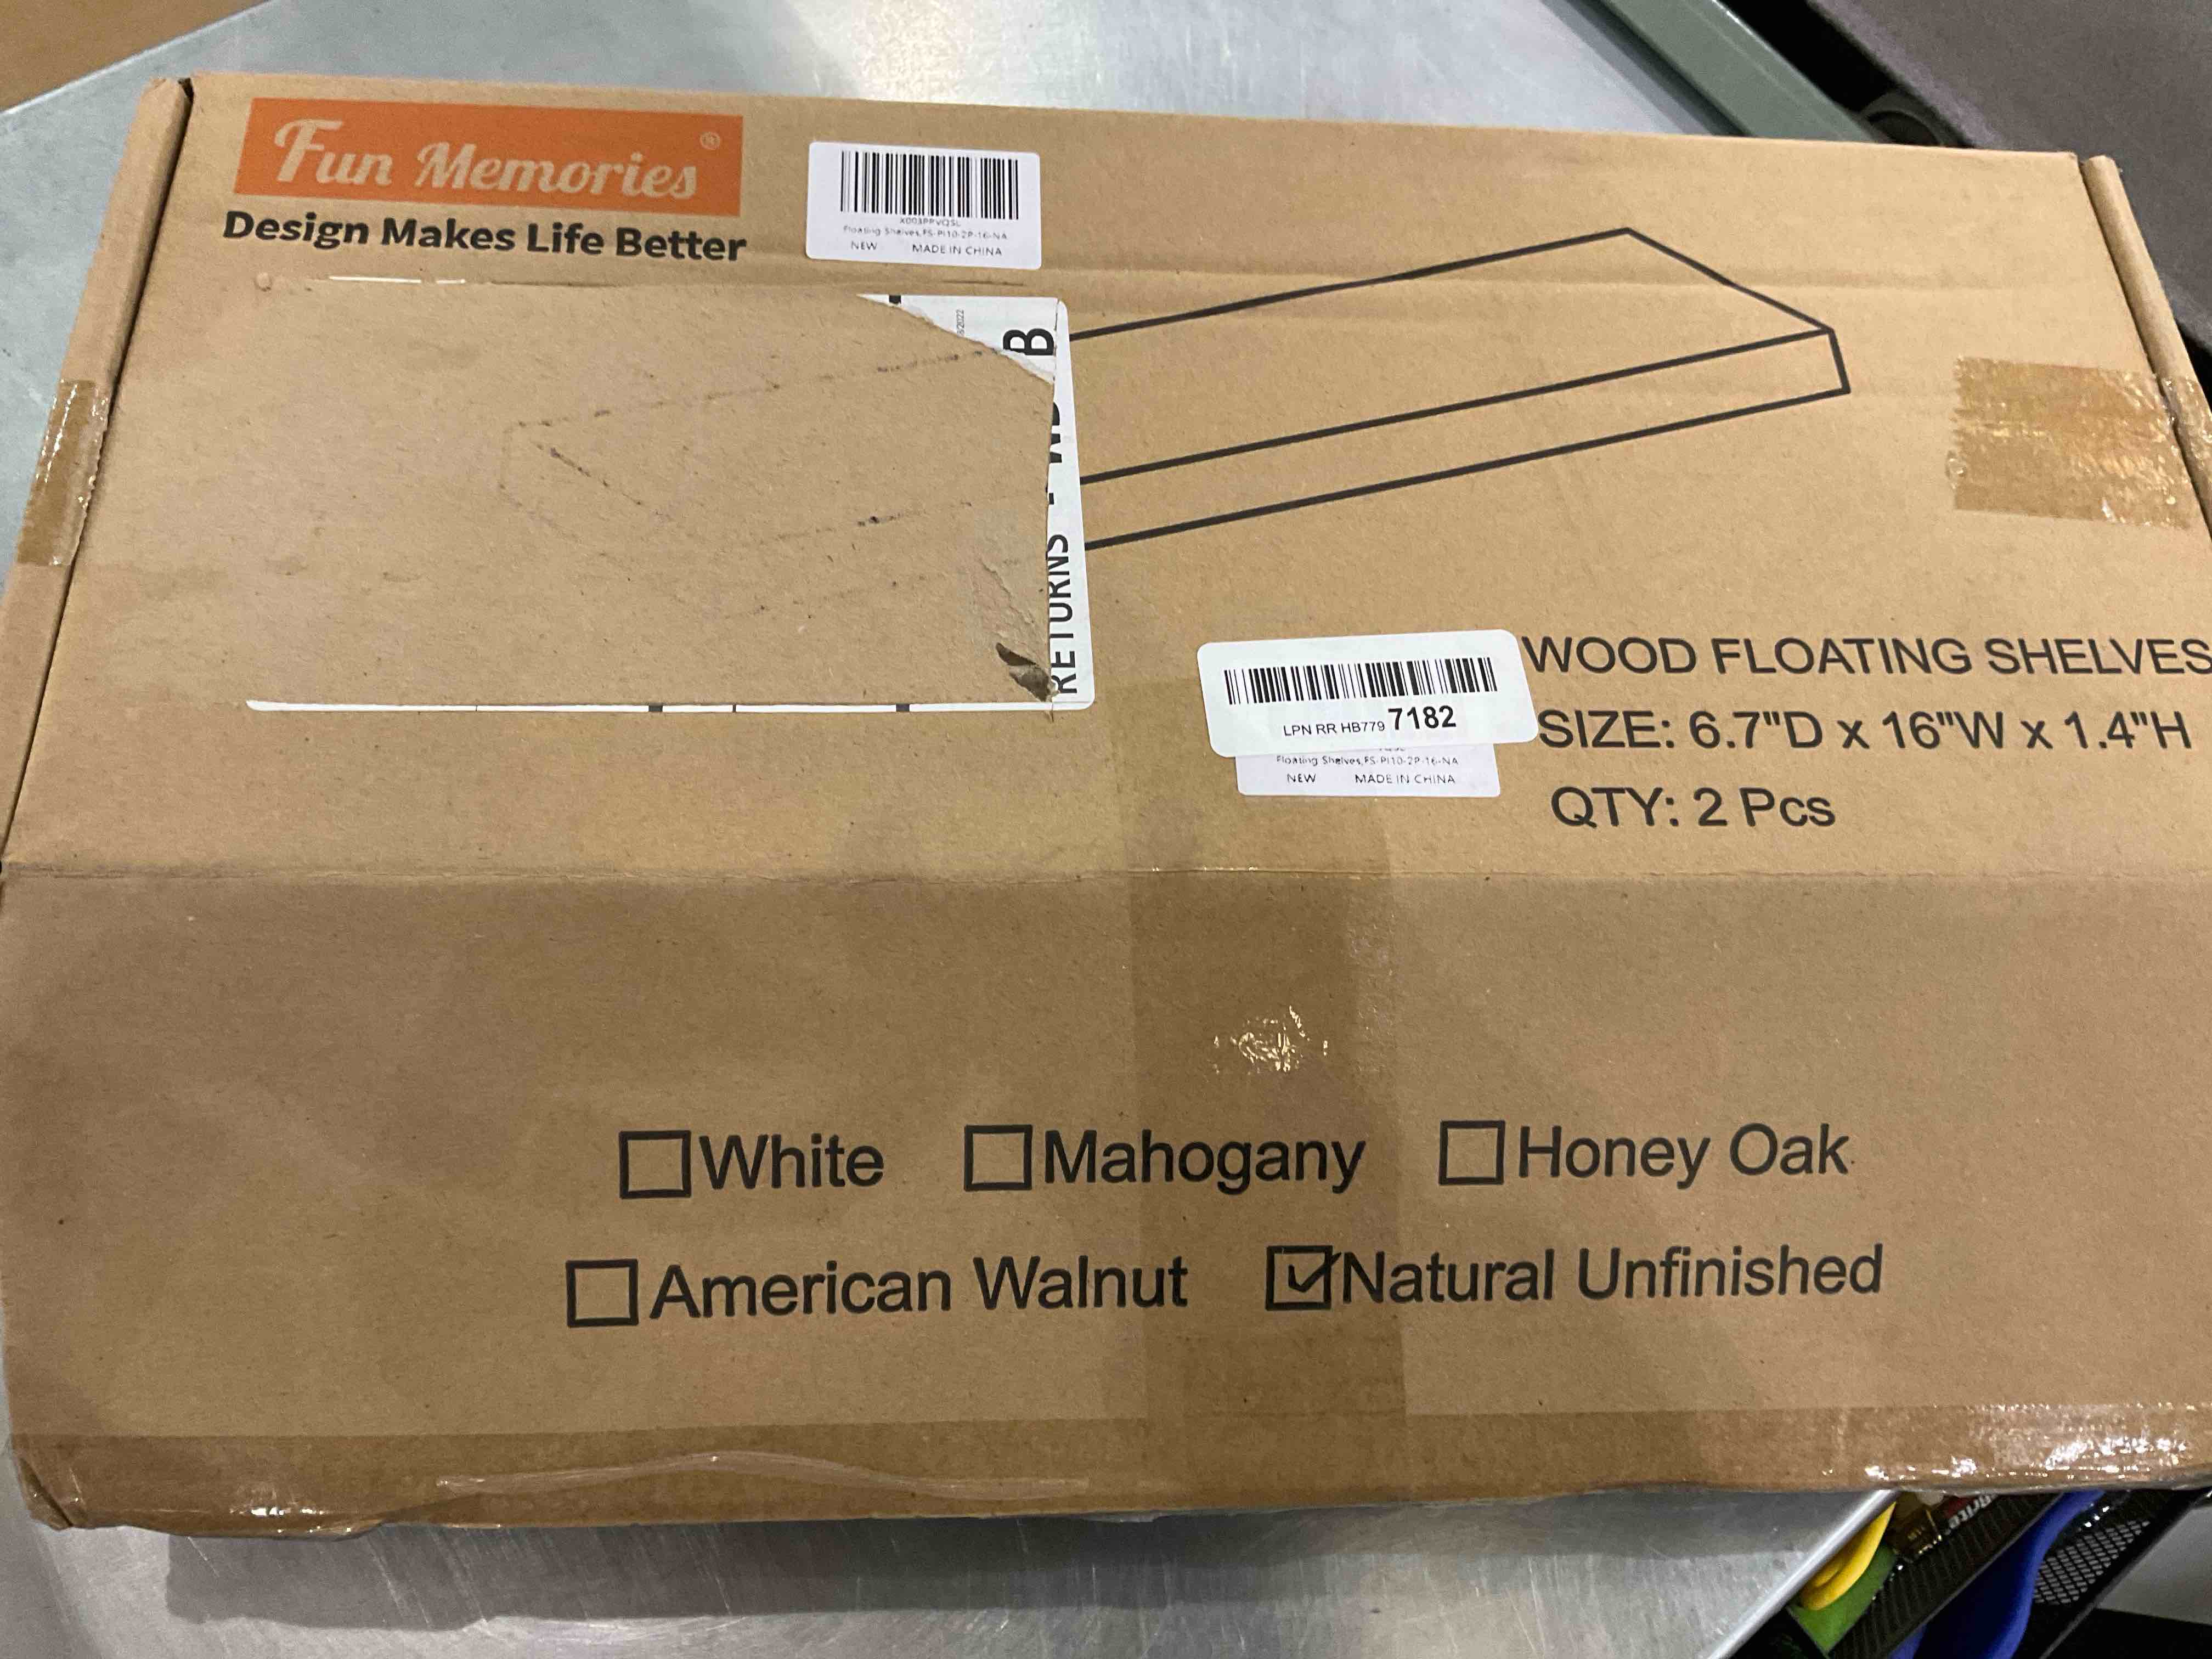 Fun Memories®
Design Makes Life Better
X003PPVQSL
Floating Shelves,FS-PI10-2P-16-NA
NEW MADE IN CHINA
B
RETURNS -
WOOD FLOATING SHELVES
SIZE: 6.7"D x 16"W x 1.4"H
QTY: 2 Pcs
LPN RR HB779 7182
Floating Shelves,FS-PI10-2P-16-NA
NEW MADE IN CHINA
White Mahogany Honey Oak
American Walnut Natural Unfinished